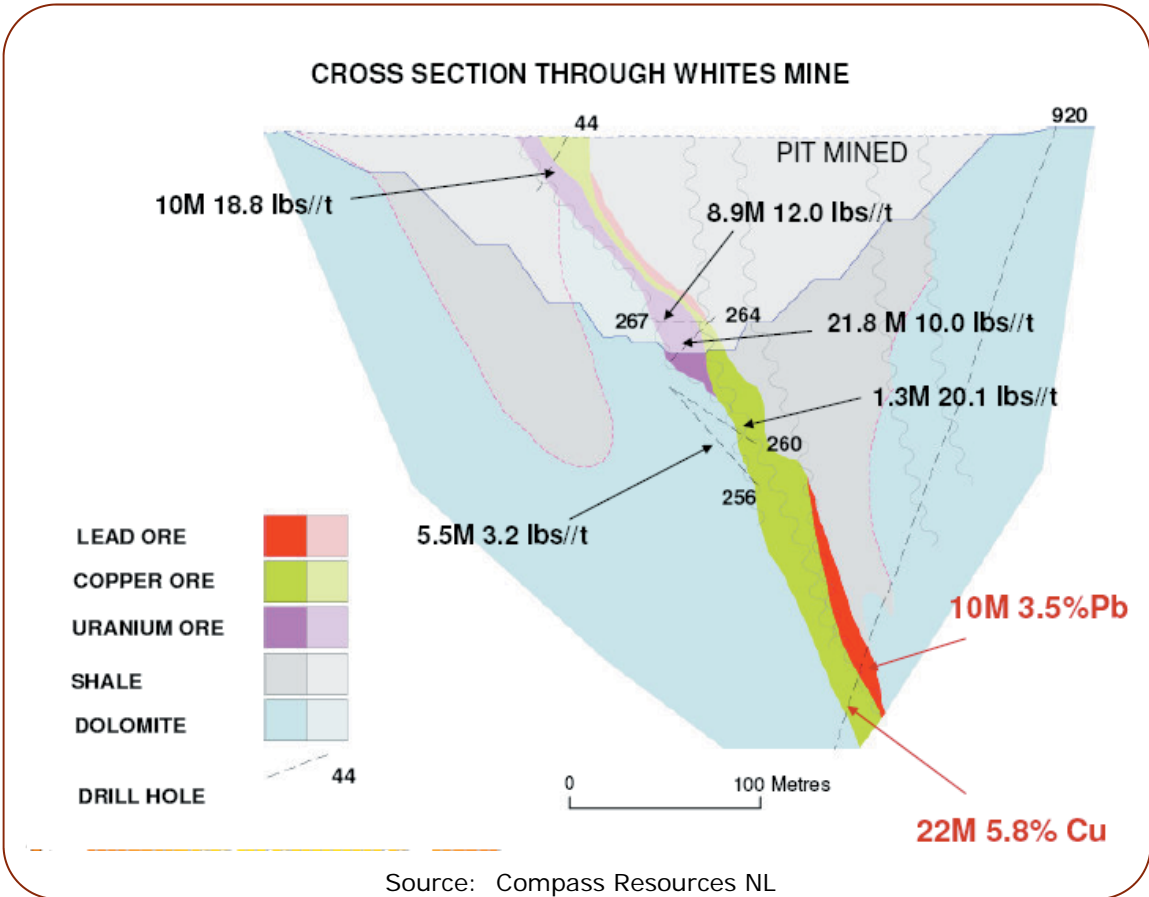 CROSS SECTION THROUGH WHITES MINE
44
920
PIT MINED
10M 18.8 lbs//t
8.9M 12.0 lbs//t
267
264
21.8 M 10.0 lbs//t
1.3M 20.1 lbs//t
260
256
5.5M 3.2 lbs//t
LEAD ORE
COPPER ORE
URANIUM ORE
SHALE
DOLOMITE
44
DRILL HOLE
10M 3.5%Pb
0 100 Metres
22M 5.8% Cu
Source: Compass Resources NL